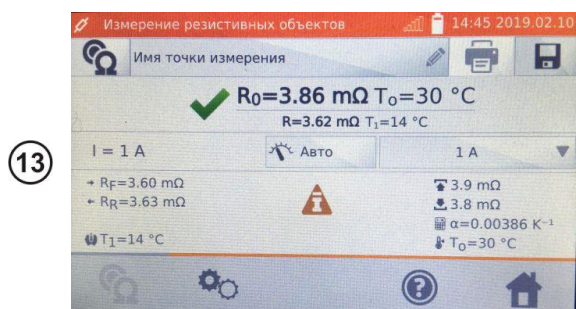 Измерение резистивных объектов 14:45 2019.02.10
Имя точки измерения
R0=3.86 mΩ To=30 °C
R=3.62 mΩ T1=14 °C
I = 1 A Авто 1 A
RF=3.60 mΩ
RR=3.63 mΩ
T1=14 °C
3.9 mΩ
3.8 mΩ
α=0.00386 K⁻¹
To=30 °C
13